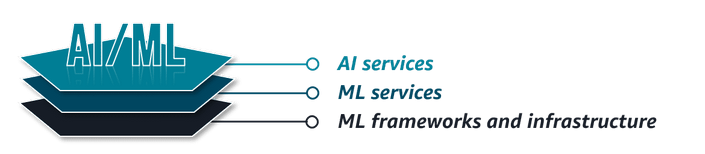 AI/ML
AI services
ML services
ML frameworks and infrastructure